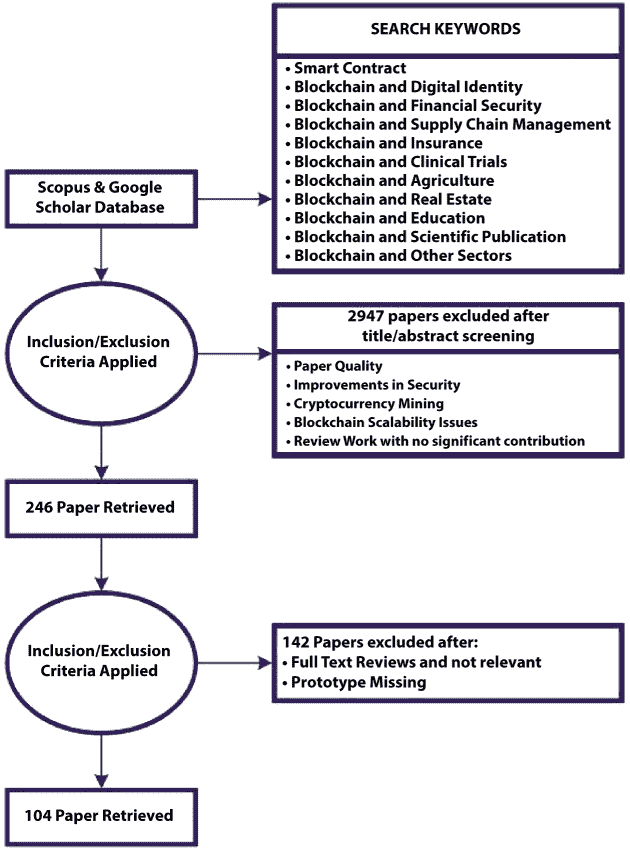 SEARCH KEYWORDS
• Smart Contract
• Blockchain and Digital Identity
• Blockchain and Financial Security
• Blockchain and Supply Chain Management
• Blockchain and Insurance
• Blockchain and Clinical Trials
• Blockchain and Agriculture
• Blockchain and Real Estate
• Blockchain and Education
• Blockchain and Scientific Publication
• Blockchain and Other Sectors
Scopus & Google
Scholar Database
Inclusion/Exclusion
Criteria Applied
2947 papers excluded after
title/abstract screening
• Paper Quality
• Improvements in Security
• Cryptocurrency Mining
• Blockchain Scalability Issues
• Review Work with no significant contribution
246 Paper Retrieved
Inclusion/Exclusion
Criteria Applied
142 Papers excluded after:
• Full Text Reviews and not relevant
• Prototype Missing
104 Paper Retrieved